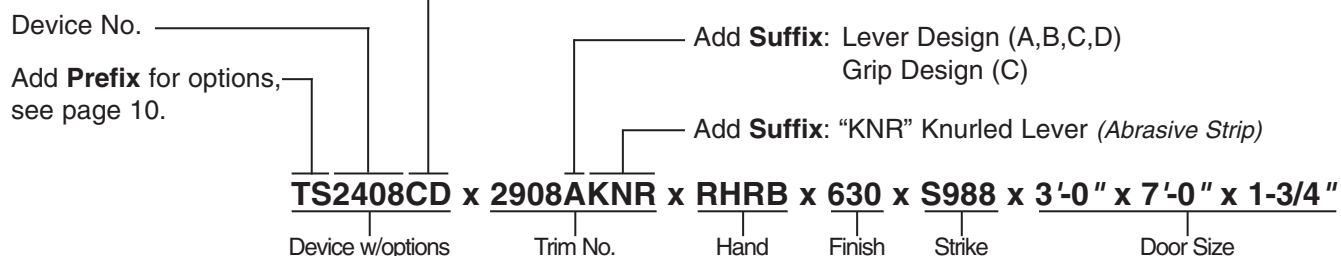 Device No.
Add Prefix for options,
see page 10.
Add Suffix: Lever Design (A,B,C,D)
Grip Design (C)
Add Suffix: “KNR” Knurled Lever (Abrasive Strip)
TS2408CD x 2908AKNR x RHRB x 630 x S988 x 3'-0" x 7'-0" x 1-3/4"
Device w/options Trim No. Hand Finish Strike Door Size